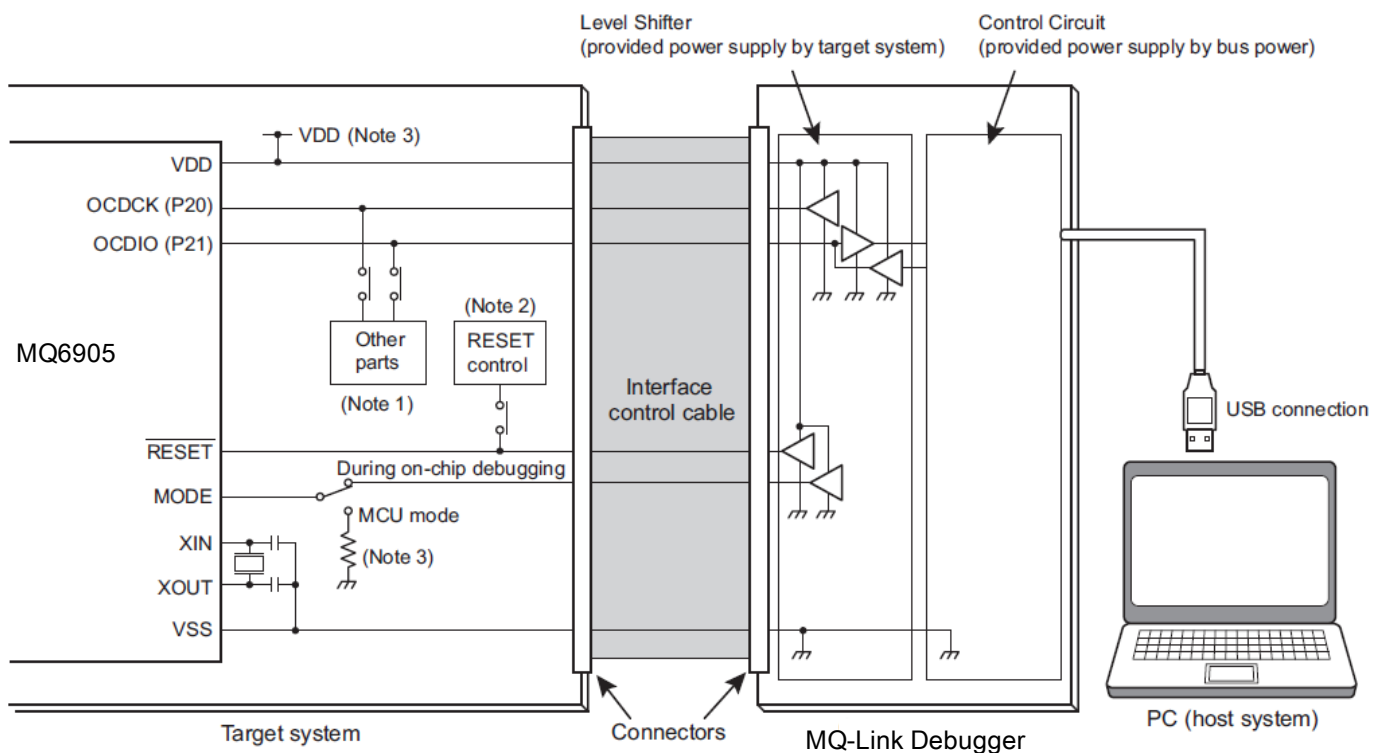 Level Shifter
(provided power supply by target system)
Control Circuit
(provided power supply by bus power)
VDD (Note 3)
VDD
OCDCK (P20)
OCDIO (P21)
(Note 2)
MQ6905
Other
parts
RESET
control
(Note 1)
Interface
control cable
USB connection
RESET
During on-chip debugging
MODE
MCU mode
XIN
(Note 3)
XOUT
VSS
Target system
Connectors
MQ-Link Debugger
PC (host system)